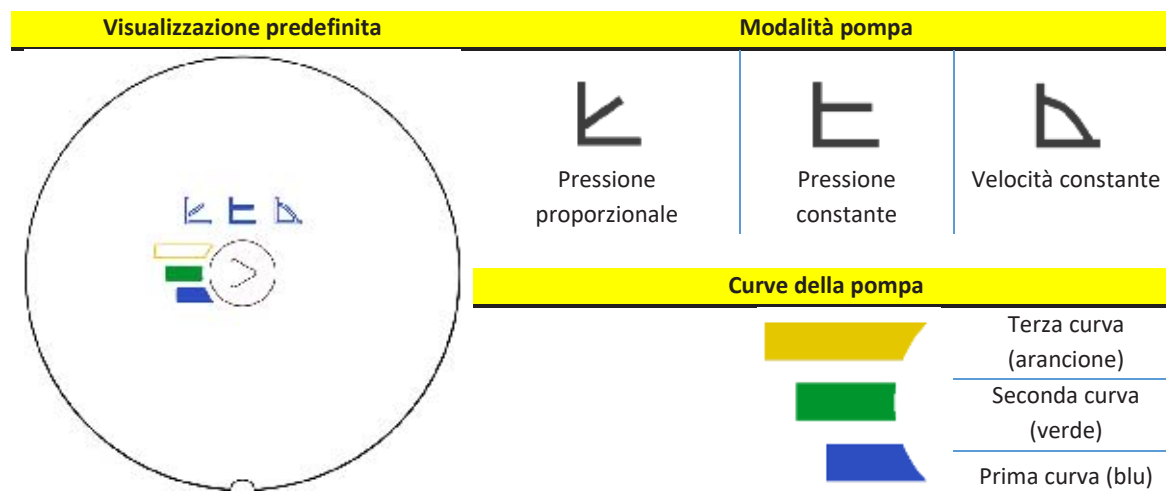 Visualizzazione predefinita
Modalità pompa
Pressione
proporzionale
Pressione
constante
Velocità constante
Curve della pompa
Terza curva
(arancione)
Seconda curva
(verde)
Prima curva (blu)